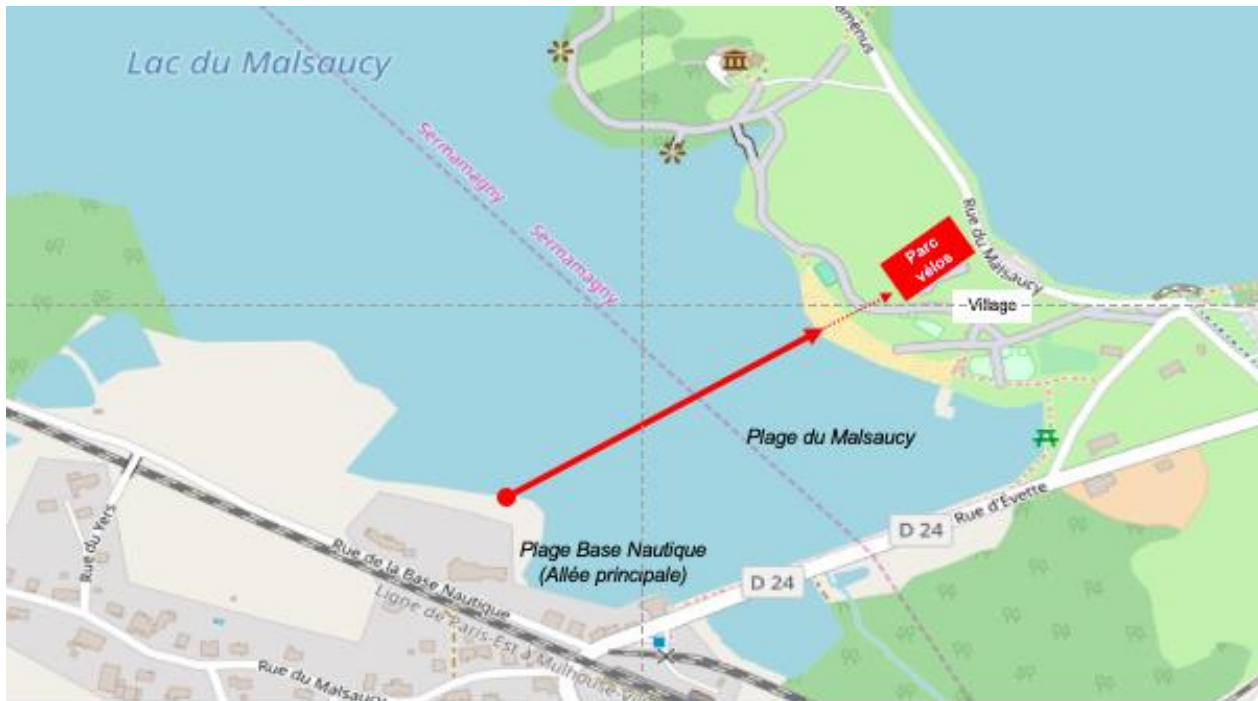 Lac du Malsaucy
Sermamagny
Sermamagny
Rue du Malsaucy
Parc
vélos
Village
Plage du Malsaucy
Rue d'Évette
D 24
D 24
Plage Base Nautique
(Allée principale)
Rue du Yers
Rue de la Base Nautique
Ligne de Paris-Est à Mulhouse-Ville
Rue du Malsaucy